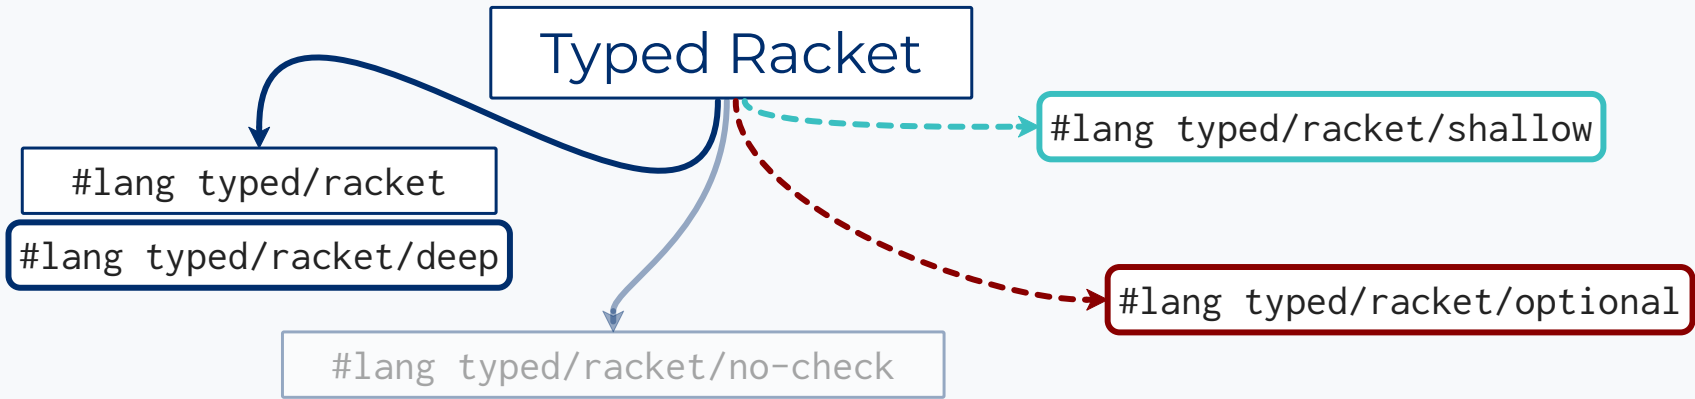 Typed Racket
#lang typed/racket/shallow
#lang typed/racket
#lang typed/racket/deep
#lang typed/racket/optional
#lang typed/racket/no-check